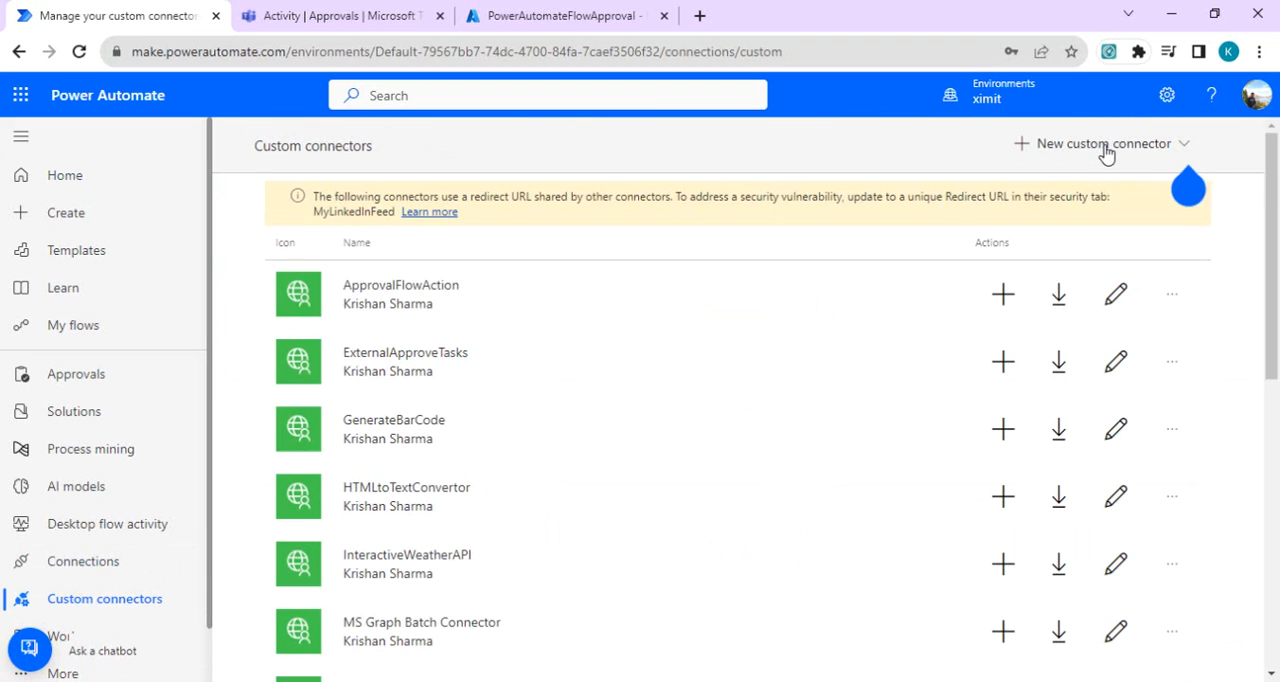 Manage your custom connector
Activity | Approvals | Microsoft T
PowerAutomateFlowApproval -
make.powerautomate.com/environments/Default-79567bb7-74dc-4700-84fa-7caef3506f32/connections/custom
K
Power Automate
Search
Environments
ximit
?
Home
Create
Templates
Learn
My flows
Approvals
Solutions
Process mining
AI models
Desktop flow activity
Connections
Custom connectors
Ask a chatbot
More
Custom connectors
New custom connector
The following connectors use a redirect URL shared by other connectors. To address a security vulnerability, update to a unique Redirect URL in their security tab:
MyLinkedInFeed Learn more
Icon Name Actions
ApprovalFlowAction
Krishan Sharma
ExternalApproveTasks
Krishan Sharma
GenerateBarCode
Krishan Sharma
HTMLtoTextConvertor
Krishan Sharma
InteractiveWeatherAPI
Krishan Sharma
MS Graph Batch Connector
Krishan Sharma